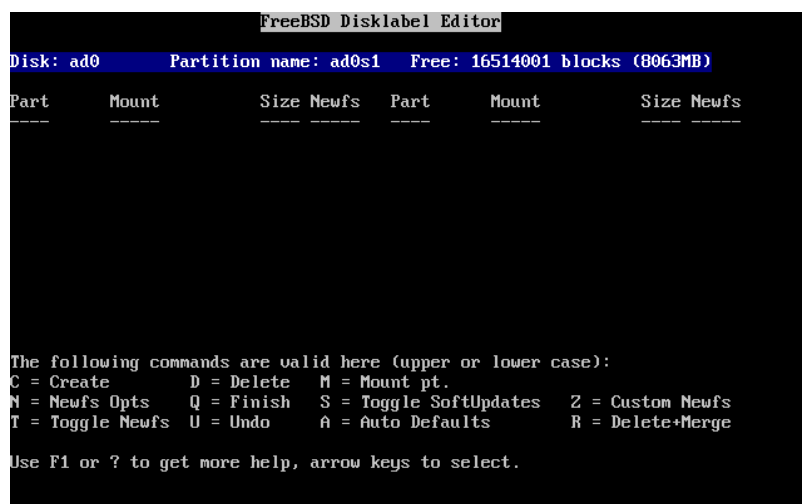 FreeBSD Disklabel Editor
Disk: ad0 Partition name: ad0s1 Free: 16514001 blocks (8063MB)
Part Mount Size Newfs Part Mount Size Newfs
---- ----- ---- ----- ---- ----- ---- -----
The following commands are valid here (upper or lower case):
C = Create D = Delete M = Mount pt.
N = Newfs Opts Q = Finish S = Toggle SoftUpdates Z = Custom Newfs
T = Toggle Newfs U = Undo A = Auto Defaults R = Delete+Merge
Use F1 or ? to get more help, arrow keys to select.